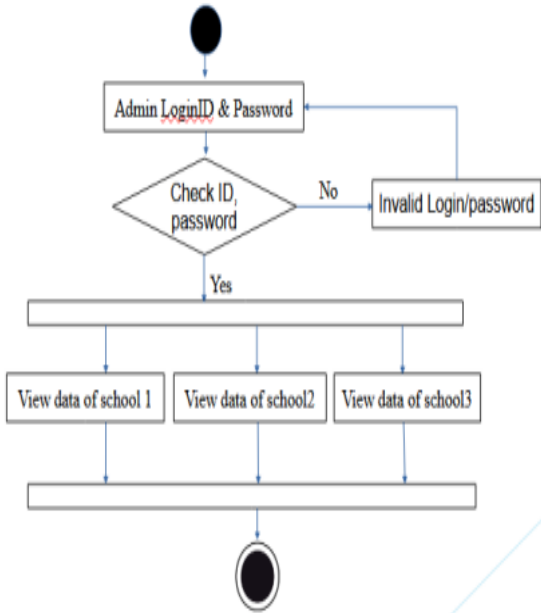 Admin LoginID & Password
Check ID,
password
No
Invalid Login/password
Yes
View data of school 1
View data of school2
View data of school3